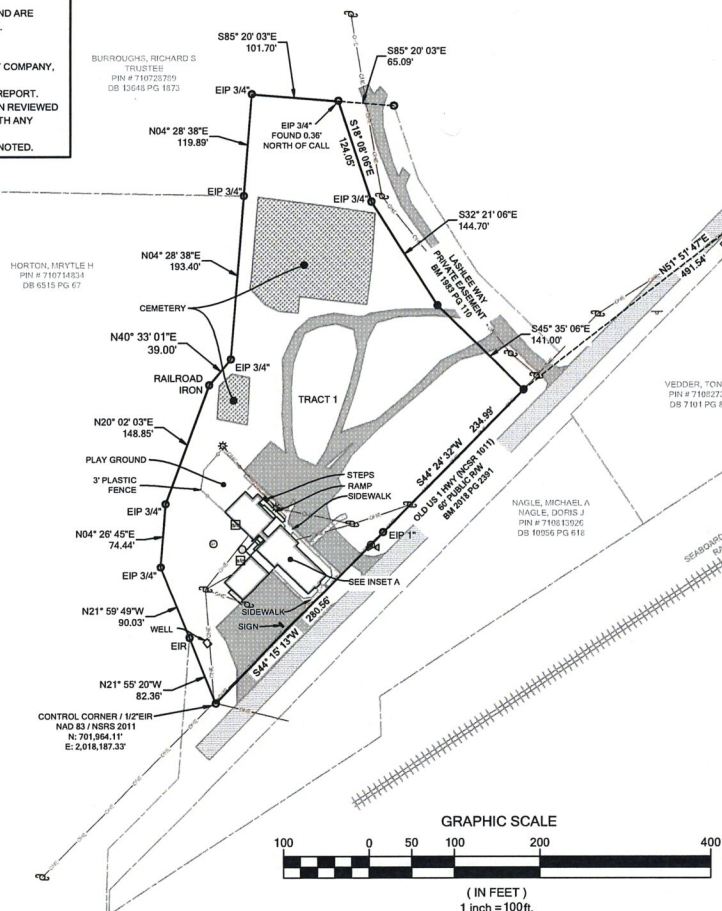 ND ARE
' COMPANY,
REPORT.
N REVIEWED
TH ANY
NOTED.
BURROUGHS, RICHARD S
TRUSTEE
PIN # 710728789
DB 13648 PG 1873
S85° 20' 03"E
101.70'
S85° 20' 03"E
65.09'
EIP 3/4"
EIP 3/4"
FOUND 0.36'
NORTH OF CALL
N04° 28' 38"E
119.89'
S18° 08' 06"E
124.05'
EIP 3/4"
EIP 3/4"
S32° 21' 06"E
144.70'
HORTON, MRYTLE H
PIN # 710714834
DB 6515 PG 67
N04° 28' 38"E
193.40'
LASHLEE WAY
PRIVATE EASEMENT
BM 1983 PG 110
N51° 51' 47"E
491.54'
CEMETERY
N40° 33' 01"E
39.00'
S45° 35' 06"E
141.00'
EIP 3/4"
RAILROAD
IRON
TRACT 1
VEDDER, TON
PIN # 7108273
DB 7101 PG 8
N20° 02' 03"E
148.85'
S44° 24' 32"W
234.99'
OLD US 1 HWY (NCSR 1011)
60' PUBLIC R/W
BM 2018 PG 2391
PLAY GROUND
3' PLASTIC
FENCE
STEPS
RAMP
SIDEWALK
NAGLE, MICHAEL A
NAGLE, DORIS J
PIN # 710813926
DB 10956 PG 618
EIP 3/4"
N04° 26' 45"E
74.44'
EIP 1"
SEABOARD
EIP 3/4"
SEE INSET A
N21° 59' 49"W
90.03'
SIDEWALK
SIGN
WELL
EIR
S44° 15' 13"W
280.56'
N21° 55' 20"W
82.36'
CONTROL CORNER / 1/2"EIR
NAD 83 / NSRS 2011
N: 701,964.11'
E: 2,018,187.33'
OHE
GRAPHIC SCALE
100 0 50 100 200 400
( IN FEET )
1 inch = 100ft.